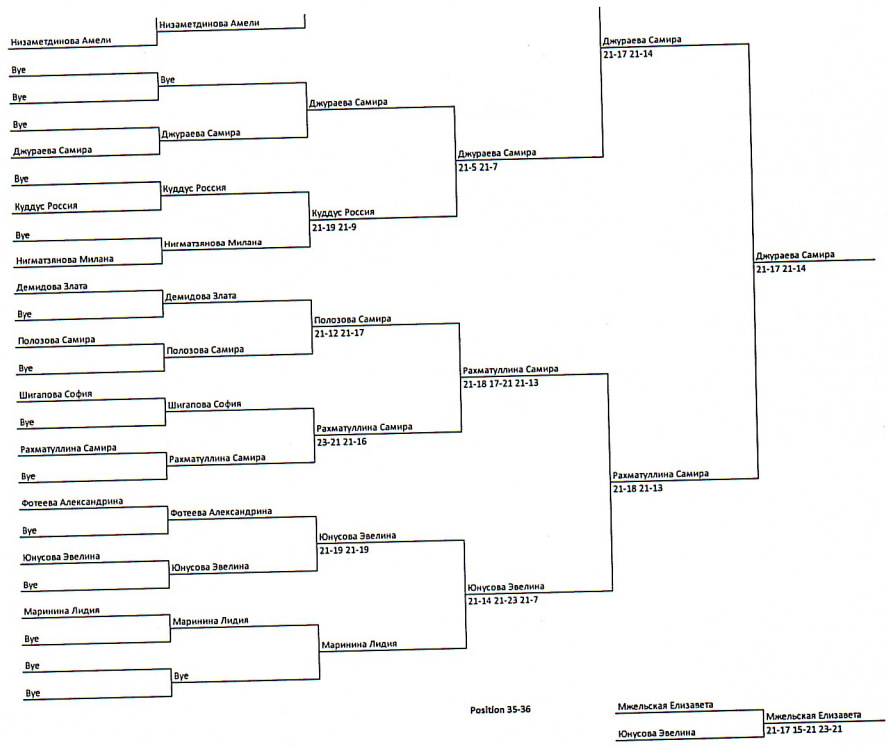 Низаметдинова Амели
Низаметдинова Амели
Bye
Bye
Bye
Bye
Джураева Самира
Джураева Самира
Джураева Самира
Bye
Куддус Россия
Куддус Россия
Bye
Нигматзянова Милана
Нигматзянова Милана
Куддус Россия
21-19 21-9
Джураева Самира
21-5 21-7
Джураева Самира
21-17 21-14
Демидова Злата
Bye
Демидова Злата
Полозова Самира
Bye
Полозова Самира
Полозова Самира
21-12 21-17
Шигапова София
Bye
Шигапова София
Рахматуллина Самира
Bye
Рахматуллина Самира
Рахматуллина Самира
23-21 21-16
Рахматуллина Самира
21-18 17-21 21-13
Фотеева Александрина
Bye
Фотеева Александрина
Юнусова Эвелина
Bye
Юнусова Эвелина
Юнусова Эвелина
21-19 21-19
Маринина Лидия
Bye
Маринина Лидия
Bye
Bye
Bye
Маринина Лидия
Юнусова Эвелина
21-14 21-23 21-7
Рахматуллина Самира
21-18 21-13
Джураева Самира
21-17 21-14
Position 35-36
Мжельская Елизавета
Юнусова Эвелина
Мжельская Елизавета
21-17 15-21 23-21